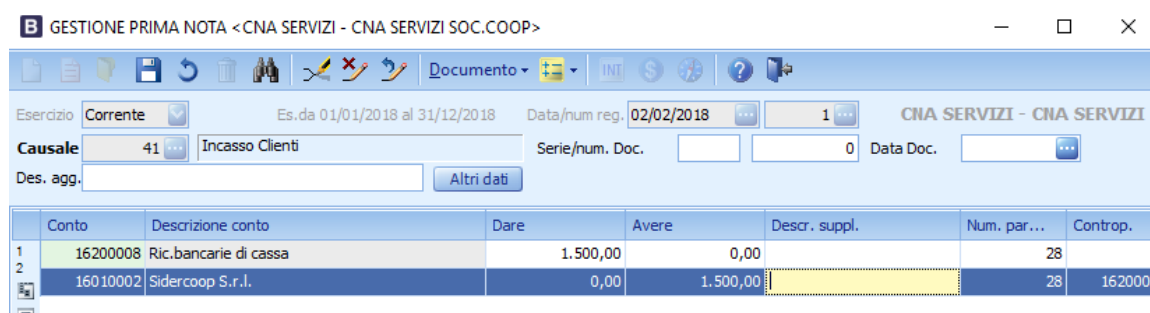 B GESTIONE PRIMA NOTA <CNA SERVIZI - CNA SERVIZI SOC.COOP>
Documento INT S ?
Esercizio Corrente Es.da 01/01/2018 al 31/12/2018 Data/num reg. 02/02/2018 ... 1 ... CNA SERVIZI - CNA SERVIZI
Causale 41 ... Incasso Clienti Serie/num. Doc. 0 Data Doc. ...
Des. agg. Altri dati
Conto Descrizione conto Dare Avere Descr. suppl. Num. par... Controp.
1 16200008 Ric.bancarie di cassa 1.500,00 0,00 28
2 16010002 Sidercoop S.r.l. 0,00 1.500,00 28 162000